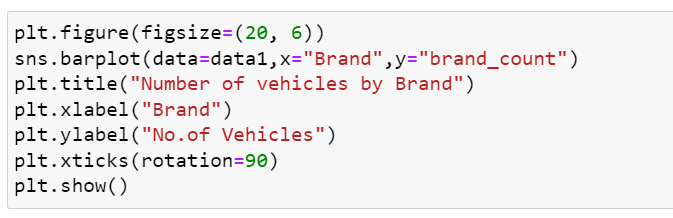 plt.figure(figsize=(20, 6))
sns.barplot(data=data1,x="Brand",y="brand_count")
plt.title("Number of vehicles by Brand")
plt.xlabel("Brand")
plt.ylabel("No.of Vehicles")
plt.xticks(rotation=90)
plt.show()